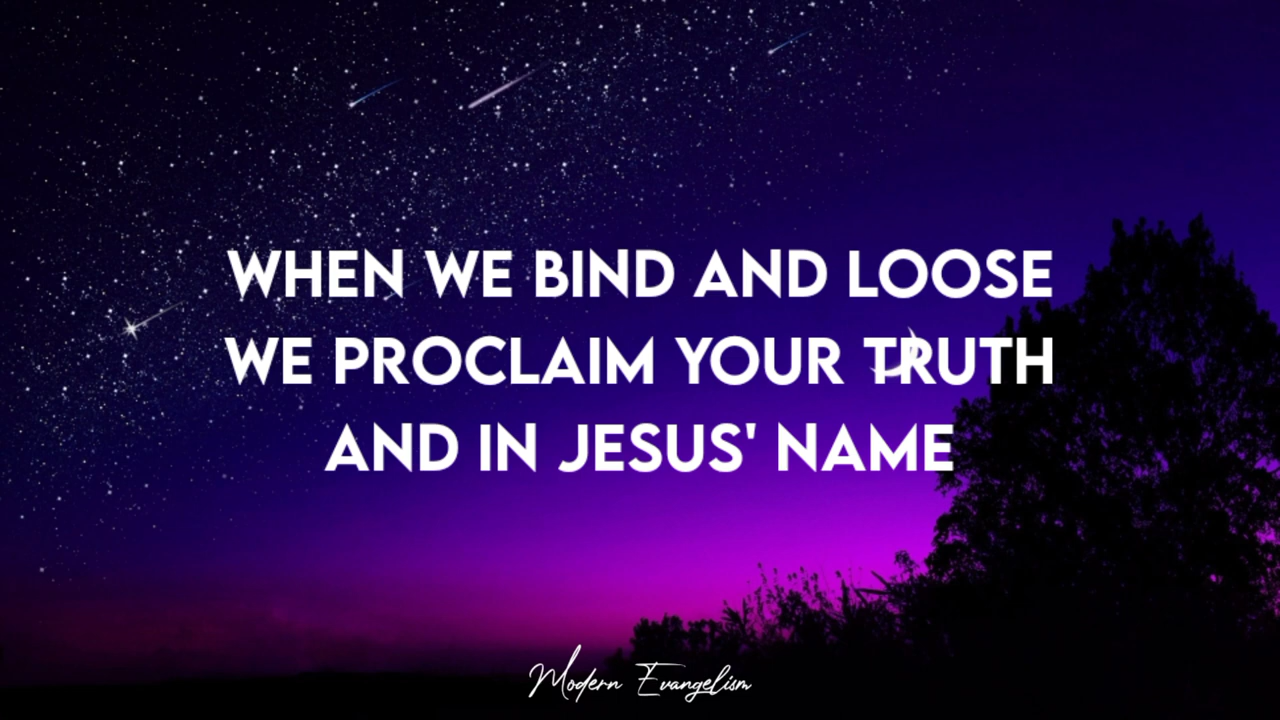 WHEN WE BIND AND LOOSE
WE PROCLAIM YOUR TRUTH
AND IN JESUS' NAME
Modern Evangelism